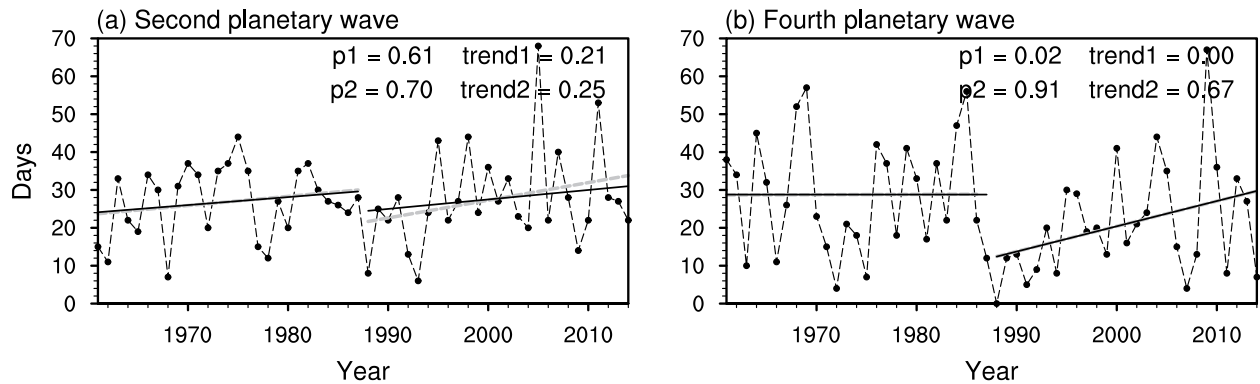 (a) Second planetary wave
p1 = 0.61 trend1 = 0.21
p2 = 0.70 trend2 = 0.25
70
60
50
40
30
20
10
0
Days
1970 1980 1990 2000 2010
Year
(b) Fourth planetary wave
p1 = 0.02 trend1 = 0.00
p2 = 0.91 trend2 = 0.67
70
60
50
40
30
20
10
0
1970 1980 1990 2000 2010
Year